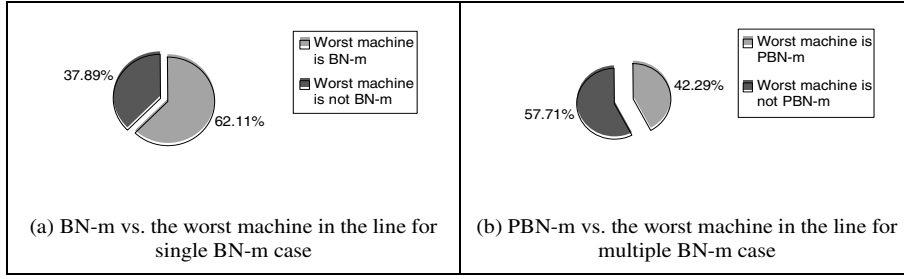 37.89%
62.11%
Worst machine
is BN-m
Worst machine
is not BN-m
(a) BN-m vs. the worst machine in the line for
single BN-m case
57.71%
42.29%
Worst machine is
PBN-m
Worst machine is
not PBN-m
(b) PBN-m vs. the worst machine in the line for
multiple BN-m case